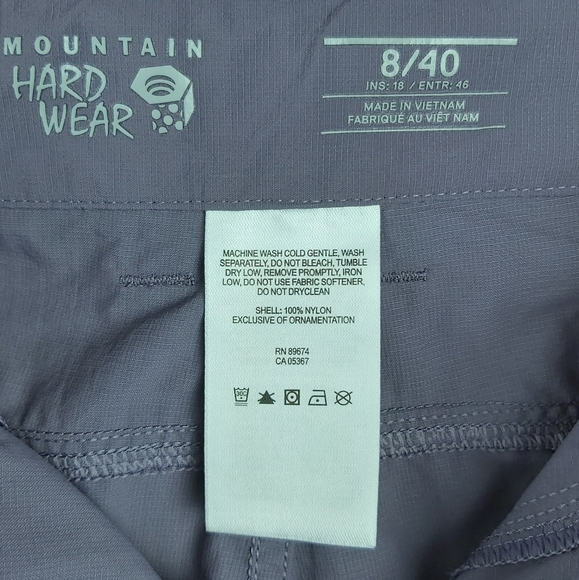 MOUNTAIN
HARD
WEAR
8/40
INS: 18 / ENTR: 46
MADE IN VIETNAM
FABRIQUÉ AU VIÊT NAM
MACHINE WASH COLD GENTLE, WASH
SEPARATELY, DO NOT BLEACH, TUMBLE
DRY LOW, REMOVE PROMPTLY, IRON
LOW, DO NOT USE FABRIC SOFTENER,
DO NOT DRYCLEAN
SHELL: 100% NYLON
EXCLUSIVE OF ORNAMENTATION
RN 89674
CA 05367